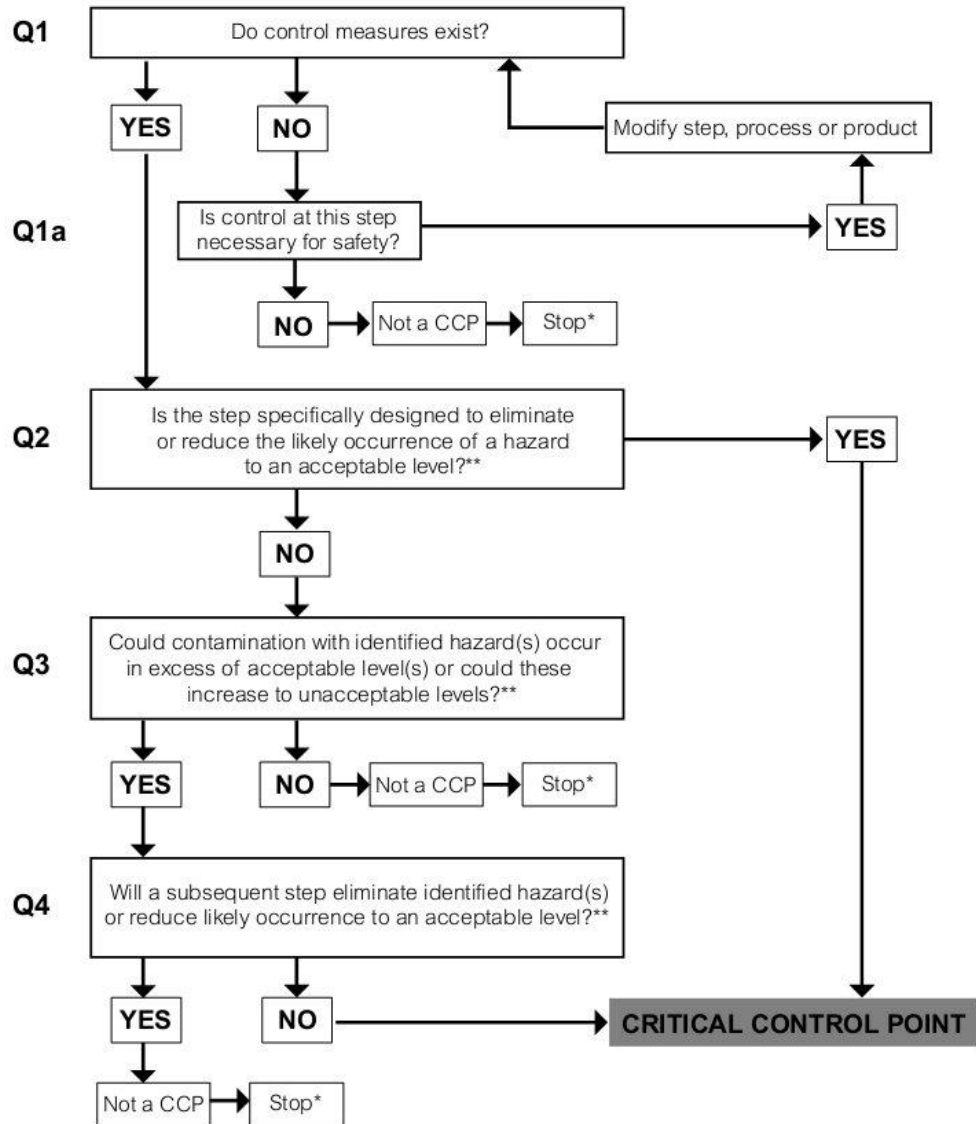 Q1
Do control measures exist?
YES
NO
Modify step, process or product
Q1a
Is control at this step
necessary for safety?
YES
NO
Not a CCP
Stop*
Q2
Is the step specifically designed to eliminate
or reduce the likely occurrence of a hazard
to an acceptable level?**
YES
NO
Q3
Could contamination with identified hazard(s) occur
in excess of acceptable level(s) or could these
increase to unacceptable levels?**
YES
NO
Not a CCP
Stop*
Q4
Will a subsequent step eliminate identified hazard(s)
or reduce likely occurrence to an acceptable level?**
YES
NO
CRITICAL CONTROL POINT
Not a CCP
Stop*